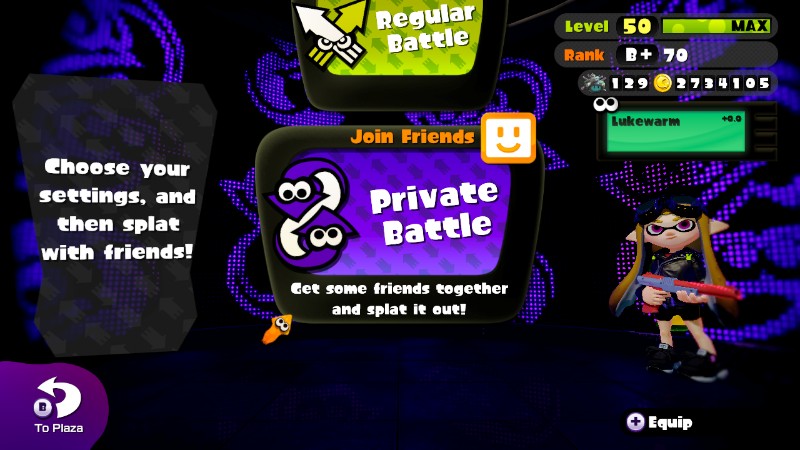 Regular
Battle
Level 50 MAX
Rank B+ 70
129 2734105
Lukewarm +0.0
Join Friends
Private
Battle
Get some friends together
and splat it out!
Choose your
settings, and
then splat
with friends!
B
To Plaza
+ Equip